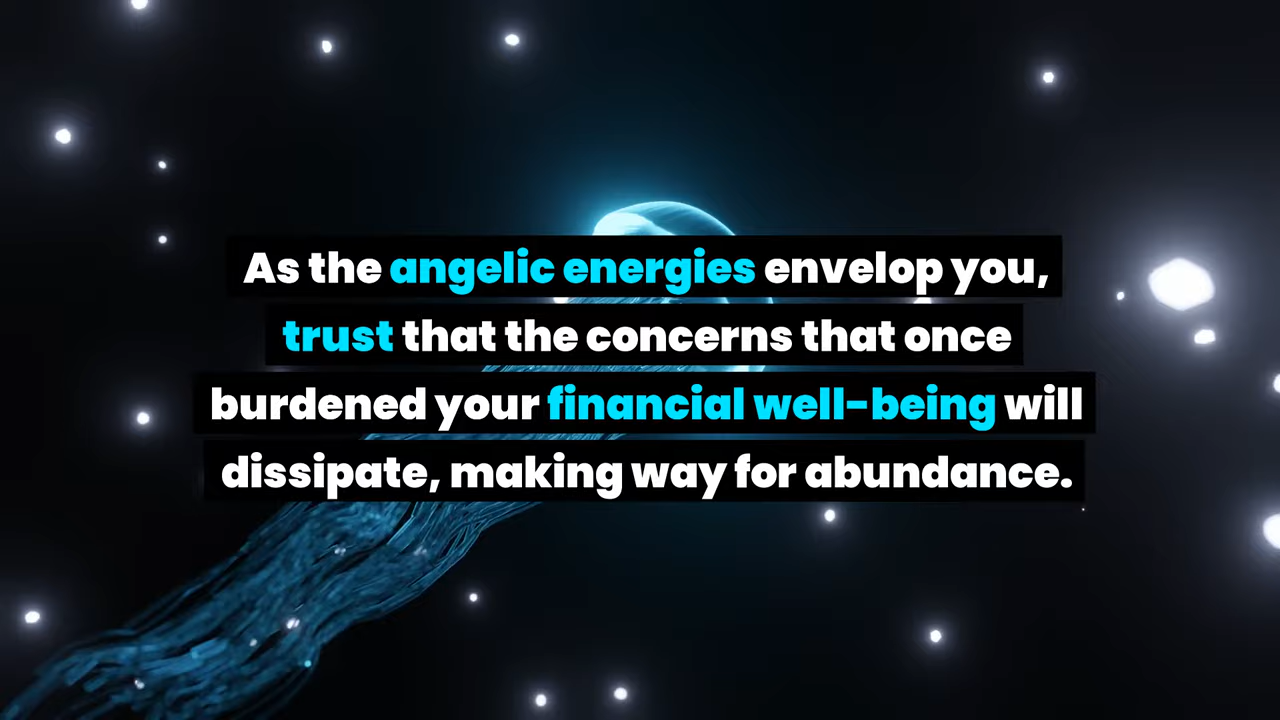 As the angelic energies envelop you,
trust that the concerns that once
burdened your financial well-being will
dissipate, making way for abundance.